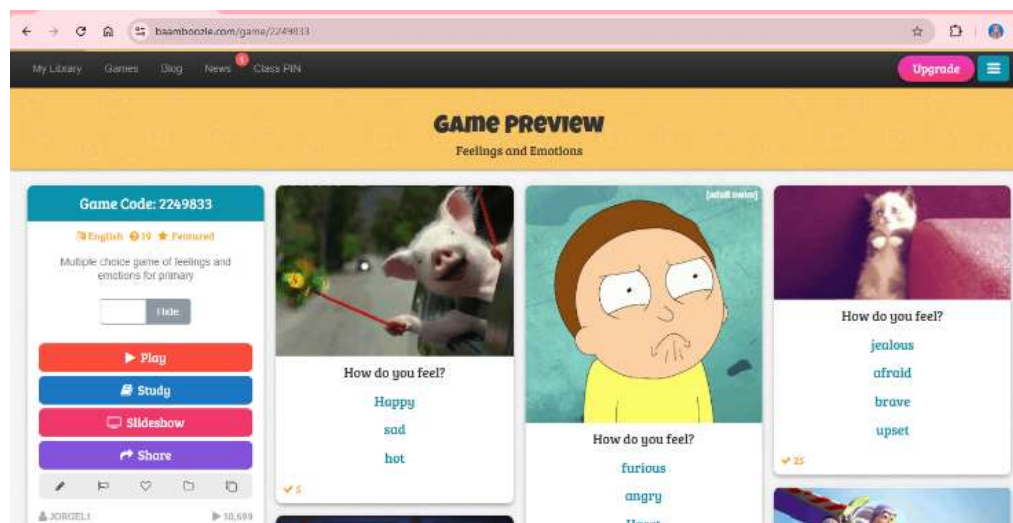 baamboozle.com/game/2249833
My Library Games Blog News 1 Class PIN
Upgrade
GAME PREVIEW
Feelings and Emotions
Game Code: 2249833
English 19 Featured
Multiple choice game of feelings and
emotions for primary
Hide
Play
Study
Slideshow
Share
JORGEL1 10,699
How do you feel?
Happy
sad
hot
5
[adult swim]
How do you feel?
furious
angry
How do you feel?
jealous
afraid
brave
upset
25